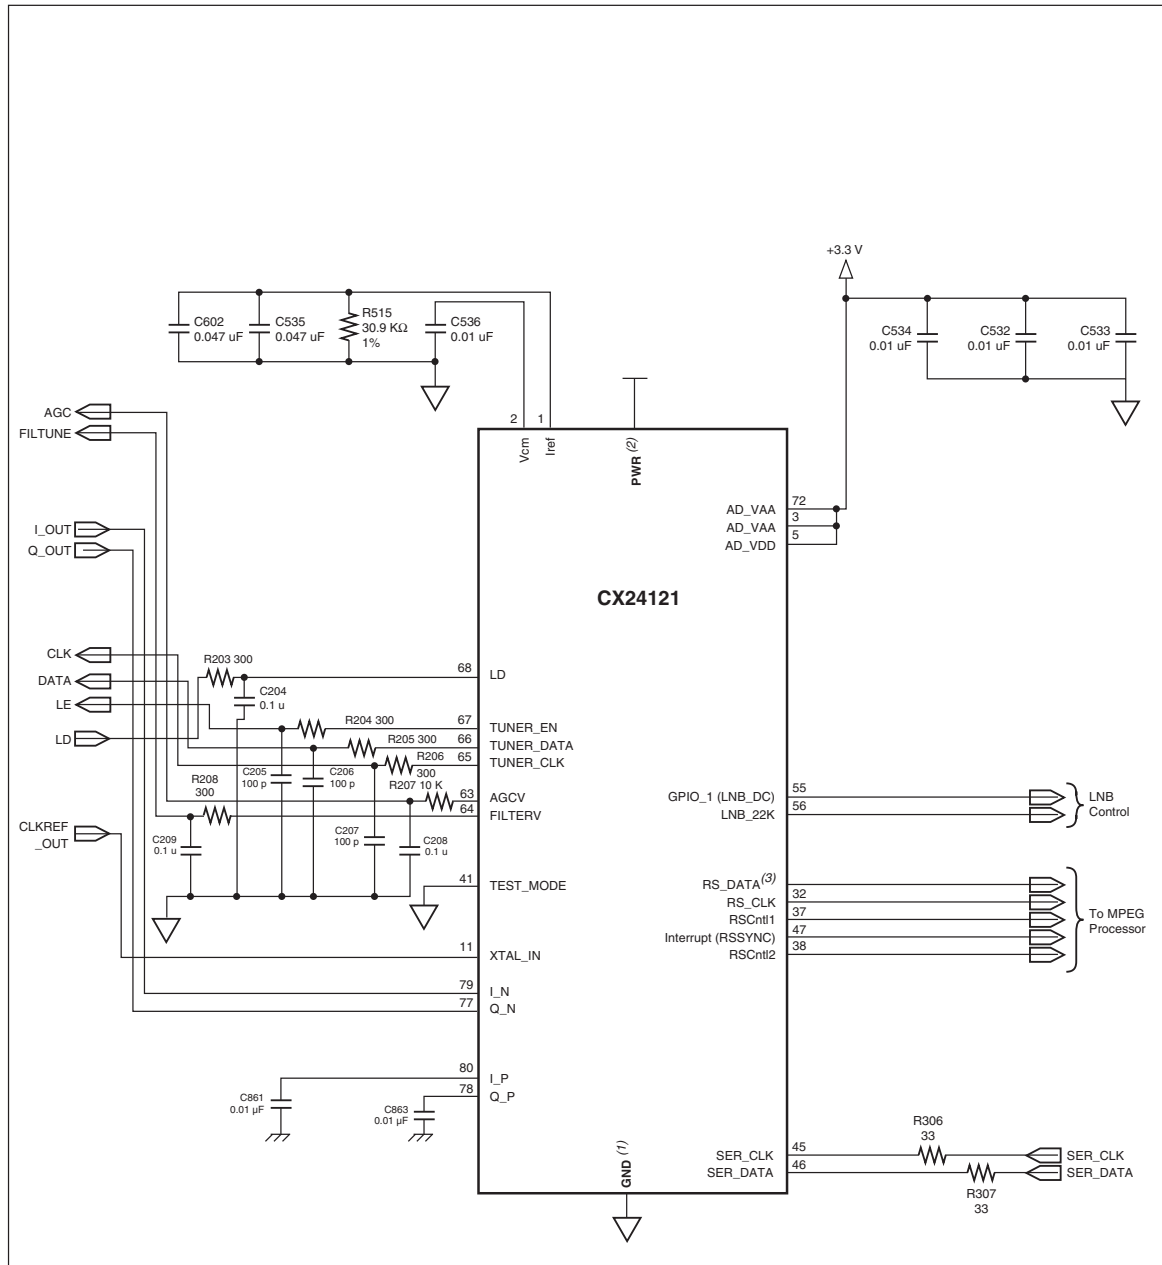 +3.3 V
C602
0.047 uF
C535
0.047 uF
R515
30.9 KΩ
1%
C536
0.01 uF
C534
0.01 uF
C532
0.01 uF
C533
0.01 uF
AGC
FILTUNE
2
1
Vcm
Iref
PWR (2)
72
AD_VAA
3
AD_VAA
5
AD_VDD
I_OUT
Q_OUT
CX24121
CLK
DATA
LE
LD
R203 300
C204
0.1 u
68
LD
R204 300
67
TUNER_EN
R205 300
66
TUNER_DATA
R206
300
65
TUNER_CLK
C205
100 p
C206
100 p
R208
300
R207 10 K
63
AGCV
64
FILTERV
CLKREF
_OUT
C209
0.1 u
C207
100 p
C208
0.1 u
41
TEST_MODE
11
XTAL_IN
79
I_N
77
Q_N
80
I_P
78
Q_P
C861
0.01 µF
C863
0.01 µF
55
GPIO_1 (LNB_DC)
56
LNB_22K
LNB
Control
RS_DATA(3)
32
RS_CLK
37
RSCntl1
47
Interrupt (RSSYNC)
38
RSCntl2
To MPEG
Processor
GND (1)
45
SER_CLK
46
SER_DATA
R306
33
R307
33
SER_CLK
SER_DATA